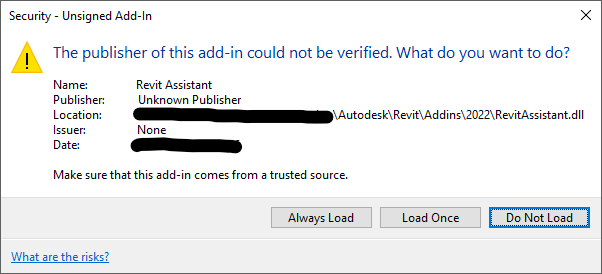 Security - Unsigned Add-In
The publisher of this add-in could not be verified. What do you want to do?
Name: Revit Assistant
Publisher: Unknown Publisher
Location: \Autodesk\Revit\Addins\2022\RevitAssistant.dll
Issuer: None
Date:
Make sure that this add-in comes from a trusted source.
Always Load Load Once Do Not Load
What are the risks?